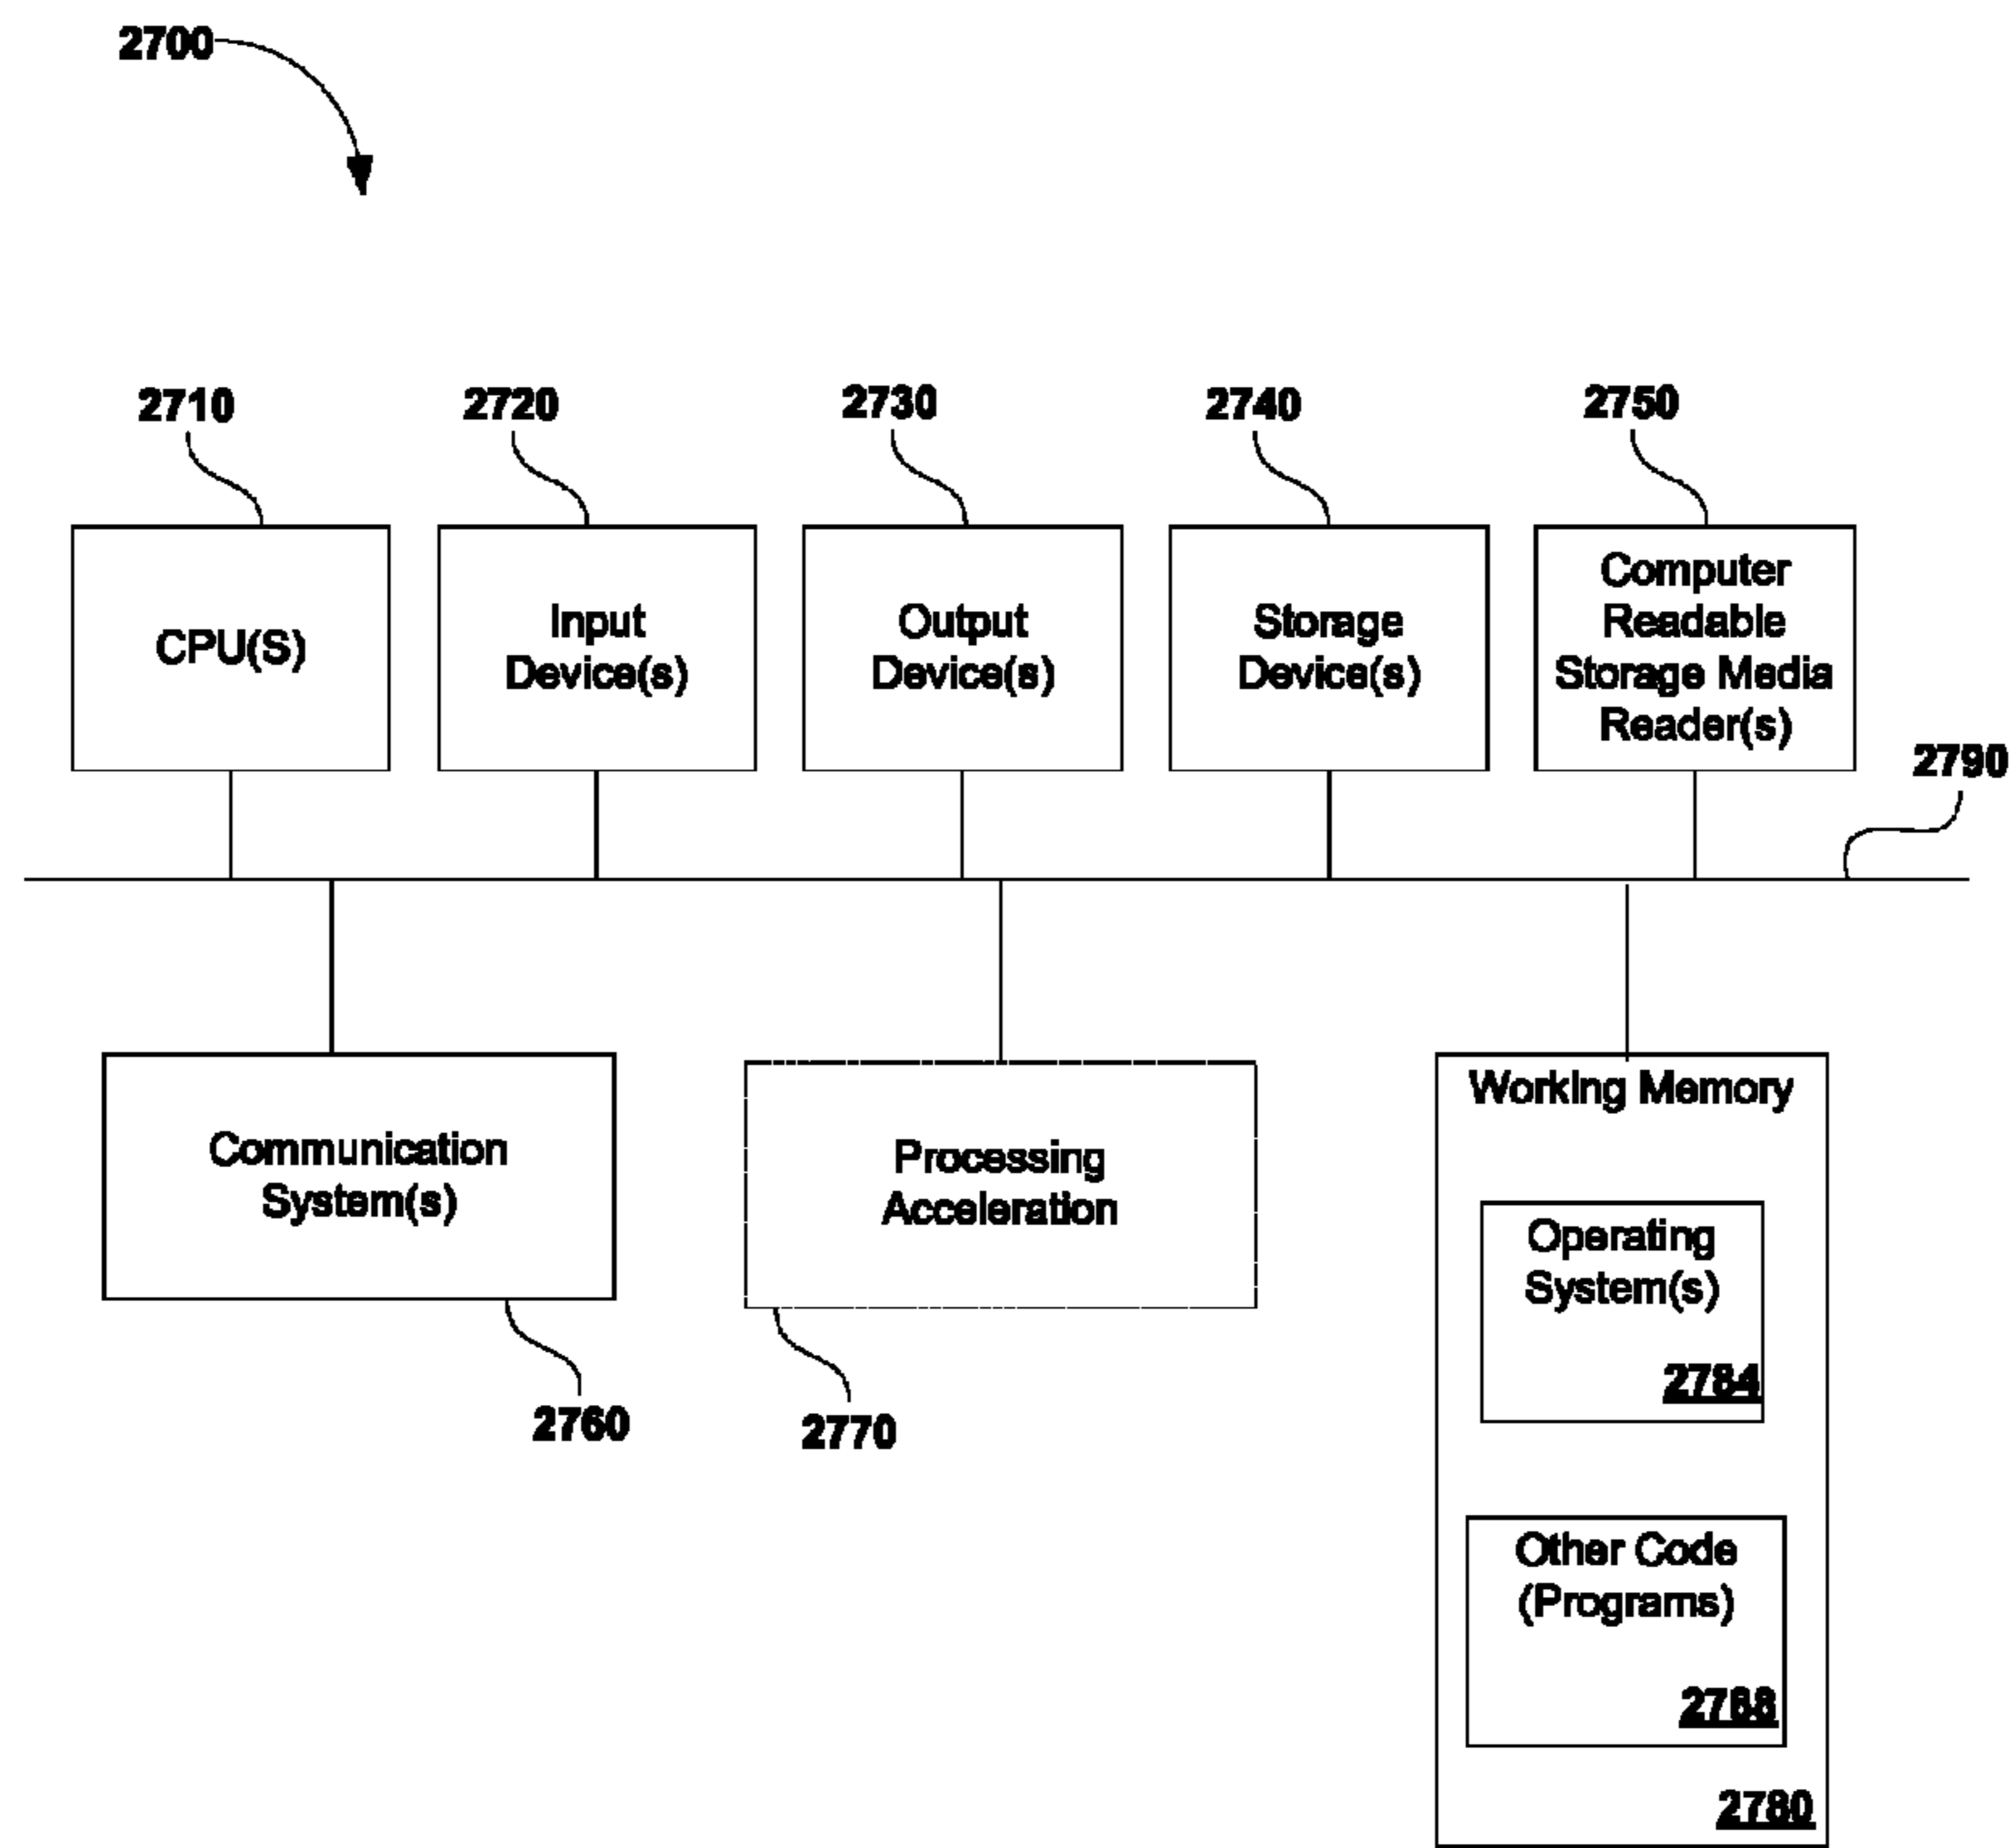 2700
2710
2720
2730
2740
2750
CPU(S)
Input
Device(s)
Output
Device(s)
Storage
Device(s)
Computer
Readable
Storage Media
Reader(s)
2790
Communication
System(s)
2760
Processing
Acceleration
2770
Working Memory
Operating
System(s)
2784
Other Code
(Programs)
2788
2780